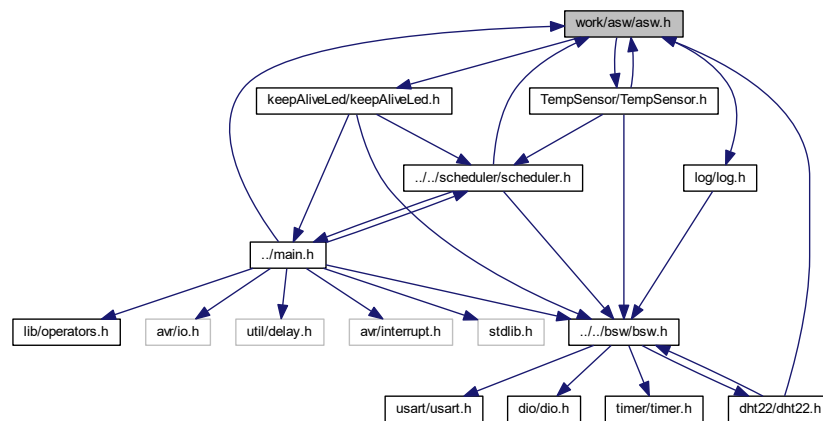 work/asw/asw.h
keepAliveLed/keepAliveLed.h
TempSensor/TempSensor.h
../../scheduler/scheduler.h
log/log.h
../main.h
lib/operators.h
avr/io.h
util/delay.h
avr/interrupt.h
stdlib.h
../../bsw/bsw.h
usart/usart.h
dio/dio.h
timer/timer.h
dht22/dht22.h